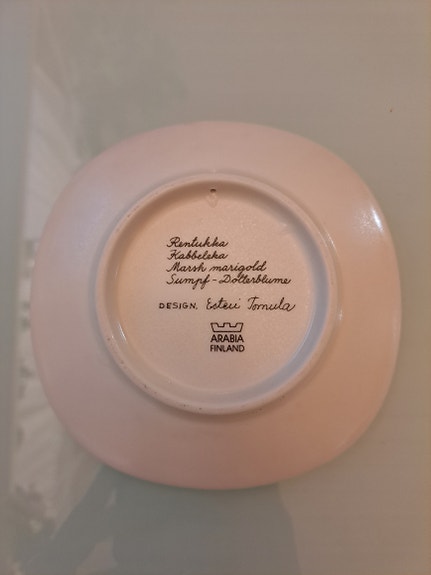 Rentukka
Kabbeleka
Marsh marigold
Sumpf-Dotterblume
DESIGN. Esteri Tomula
ARABIA
FINLAND